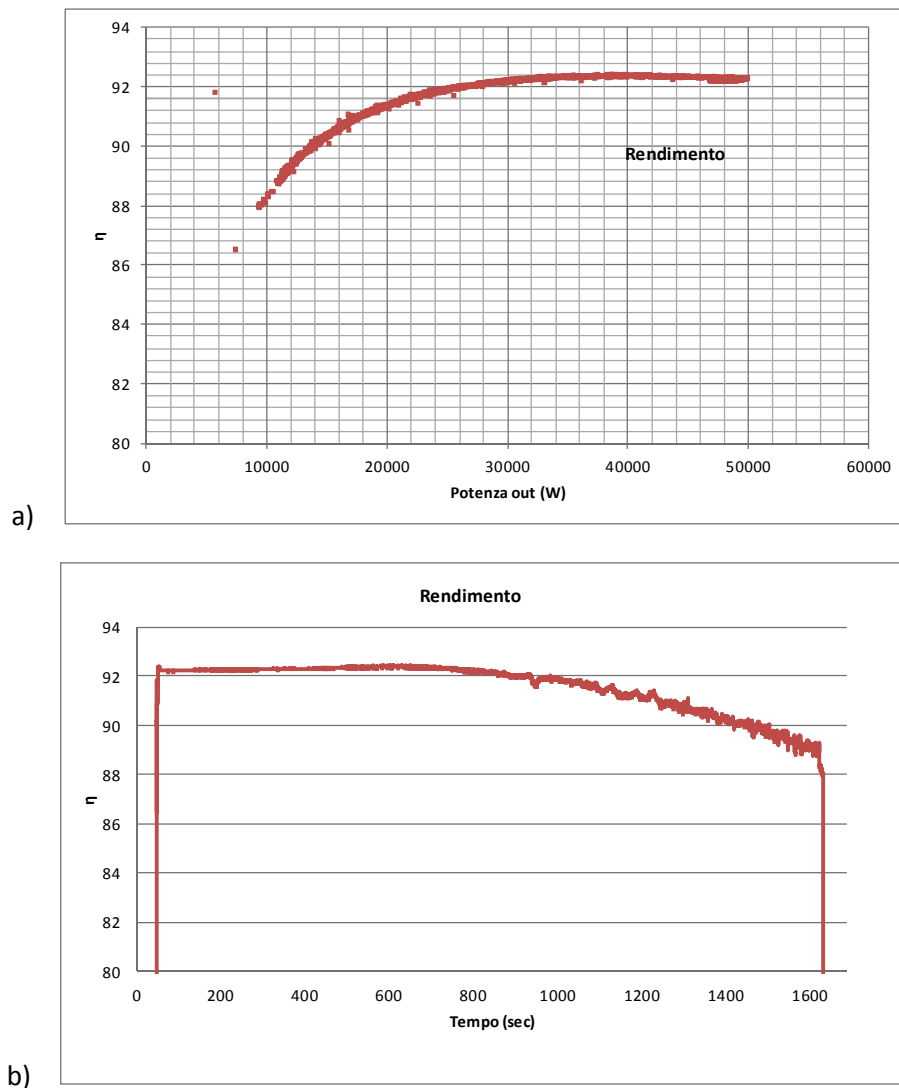 94
92
90
88
86
84
82
80
η
Rendimento
0 10000 20000 30000 40000 50000 60000
Potenza out (W)
a)
Rendimento
94
92
90
88
86
84
82
80
η
0 200 400 600 800 1000 1200 1400 1600
Tempo (sec)
b)